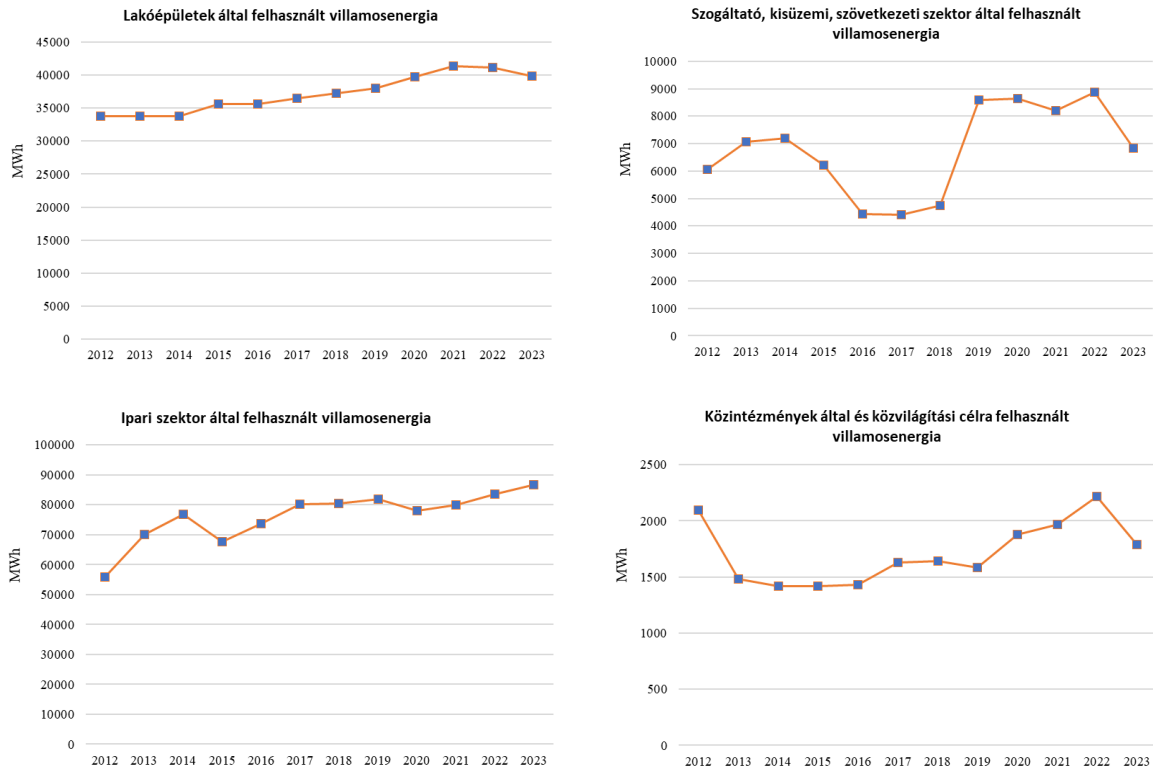 Lakóépületek által felhasznált villamosenergia
45000
40000
35000
30000
25000
20000
15000
10000
5000
0
MWh
2012 2013 2014 2015 2016 2017 2018 2019 2020 2021 2022 2023
Szogáltató, kisüzemi, szövetkezeti szektor által felhasznált
villamosenergia
10000
9000
8000
7000
6000
5000
4000
3000
2000
1000
0
MWh
2012 2013 2014 2015 2016 2017 2018 2019 2020 2021 2022 2023
Ipari szektor által felhasznált villamosenergia
100000
90000
80000
70000
60000
50000
40000
30000
20000
10000
0
MWh
2012 2013 2014 2015 2016 2017 2018 2019 2020 2021 2022 2023
Közintézmények által és közvilágítási célra felhasznált
villamosenergia
2500
2000
1500
1000
500
0
MWh
2012 2013 2014 2015 2016 2017 2018 2019 2020 2021 2022 2023